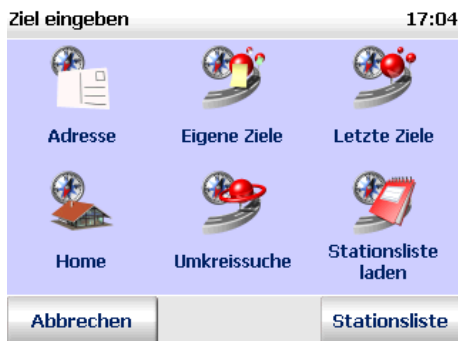 Ziel eingeben 17:04
Adresse Eigene Ziele Letzte Ziele
Home Umkreissuche Stationsliste
laden
Abbrechen Stationsliste